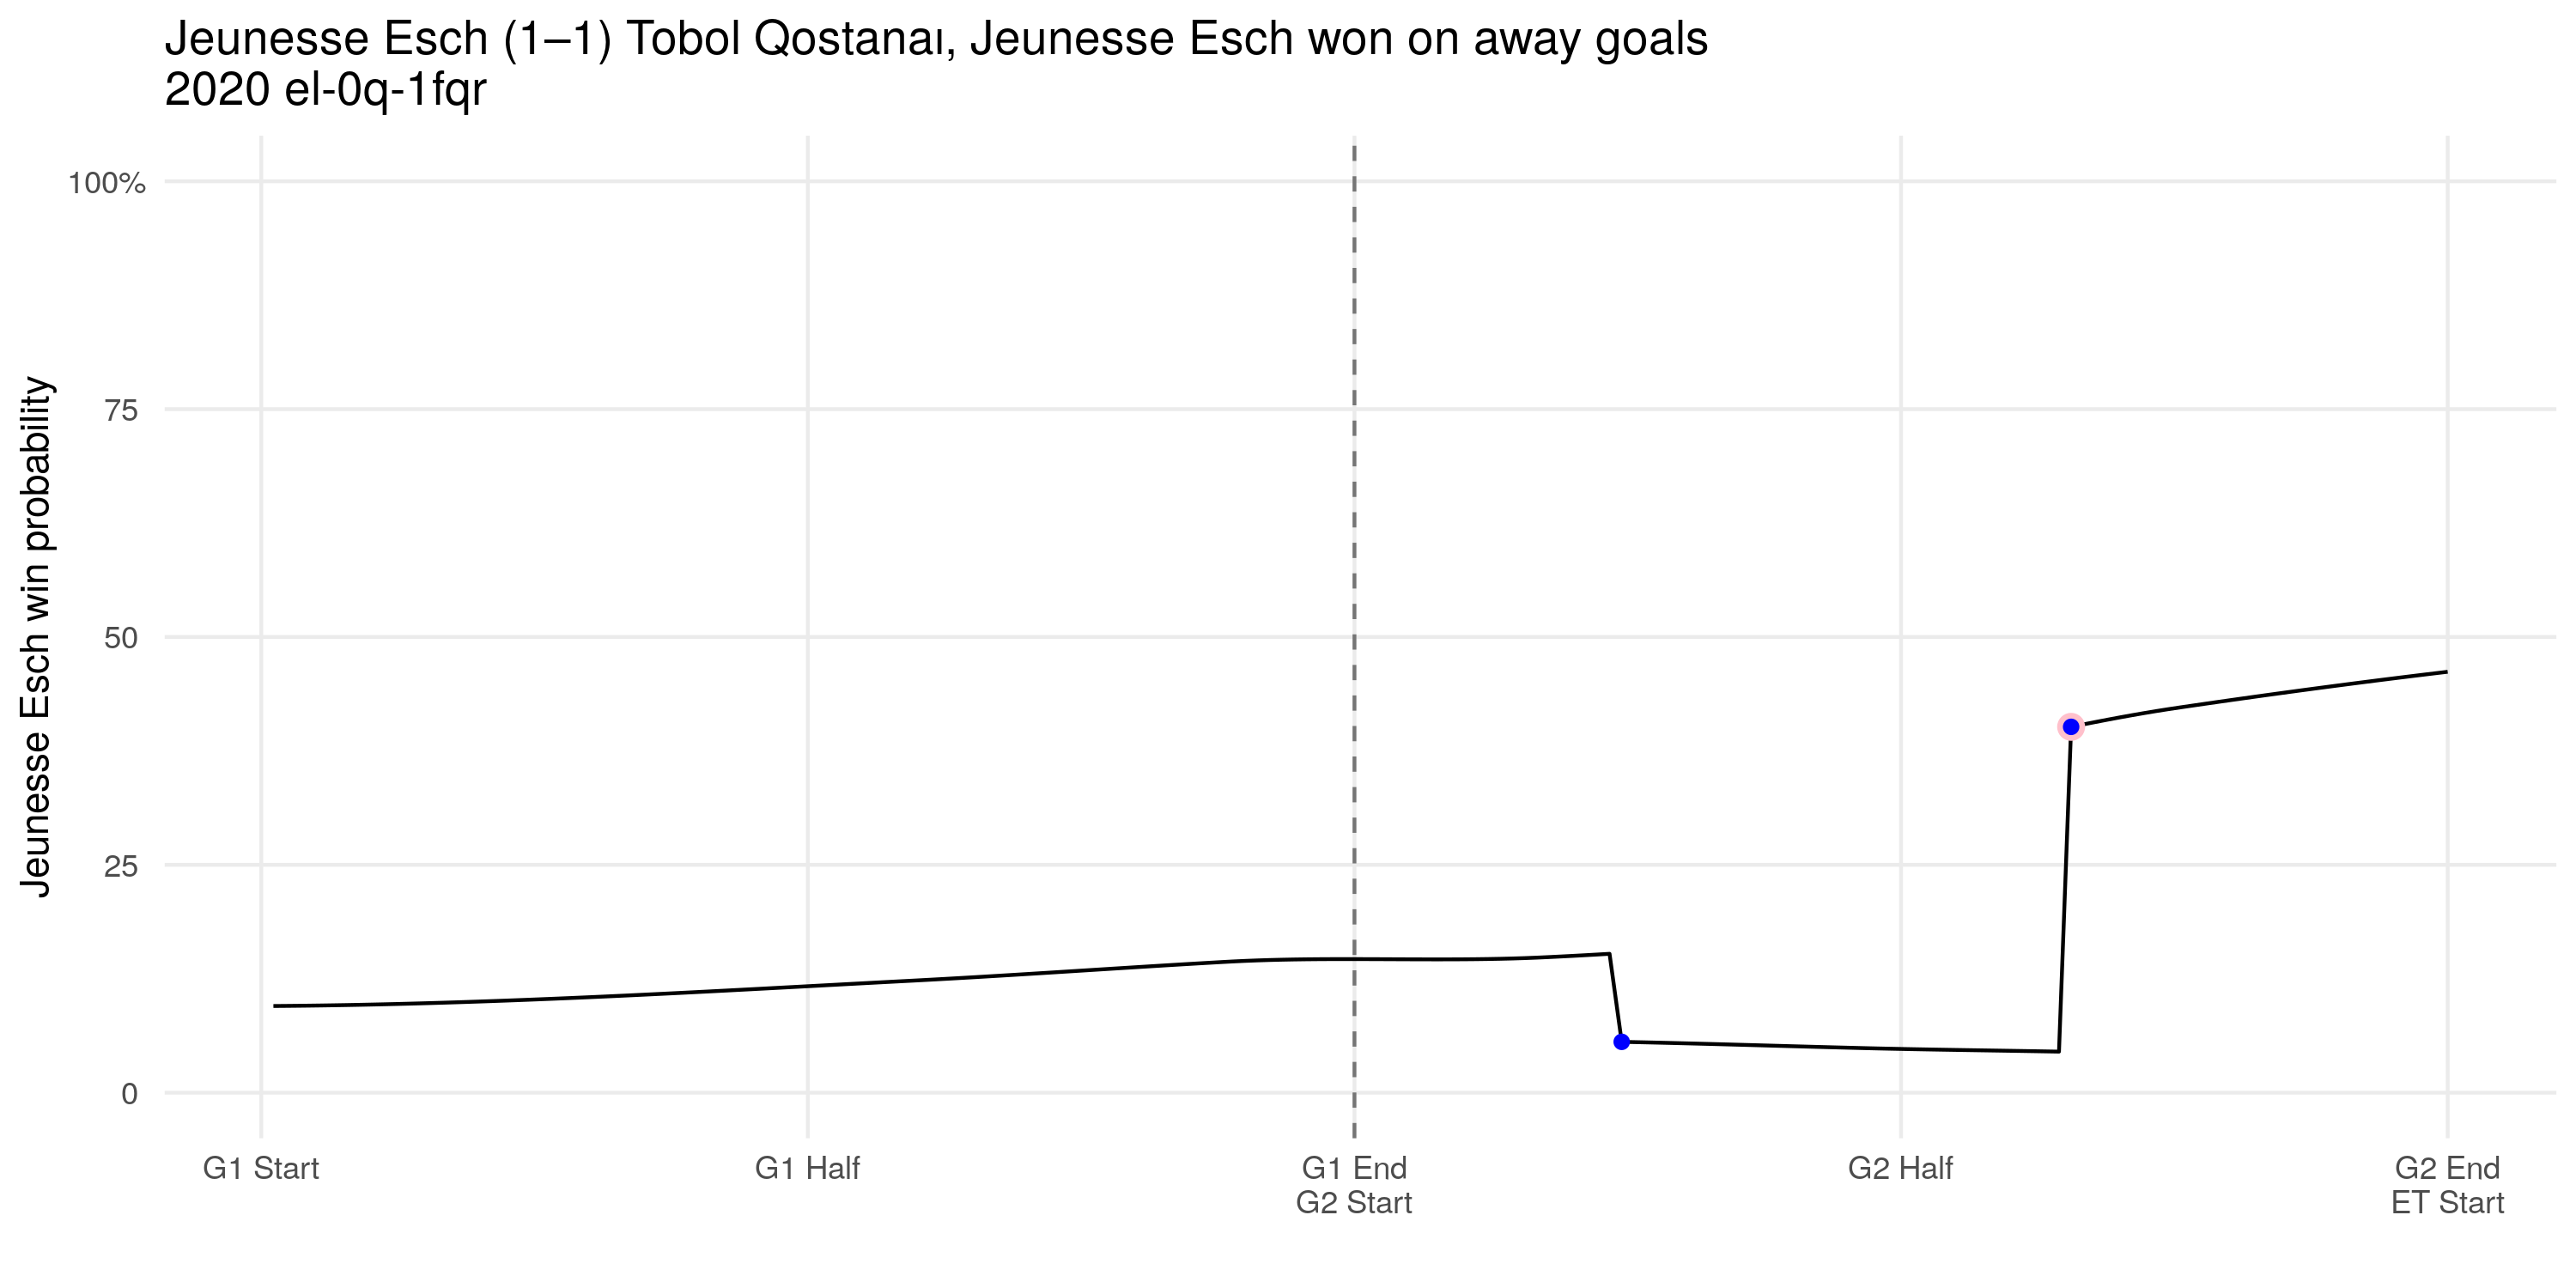 Jeunesse Esch (1–1) Tobol Qostanaı, Jeunesse Esch won on away goals
2020 el-0q-1fqr
Jeunesse Esch win probability
100%
75
50
25
0
G1 Start
G1 Half
G1 End
G2 Start
G2 Half
G2 End
ET Start